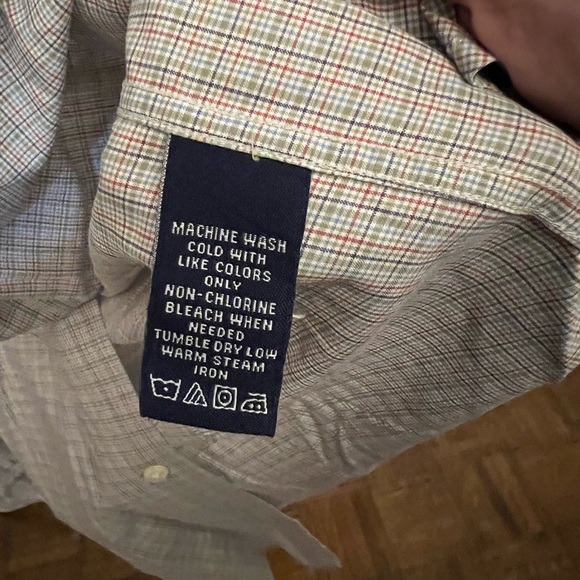 MACHINE WASH
COLD WITH
LIKE COLORS
ONLY
NON-CHLORINE
BLEACH WHEN
NEEDED
TUMBLE DRY LOW
WARM STEAM
IRON